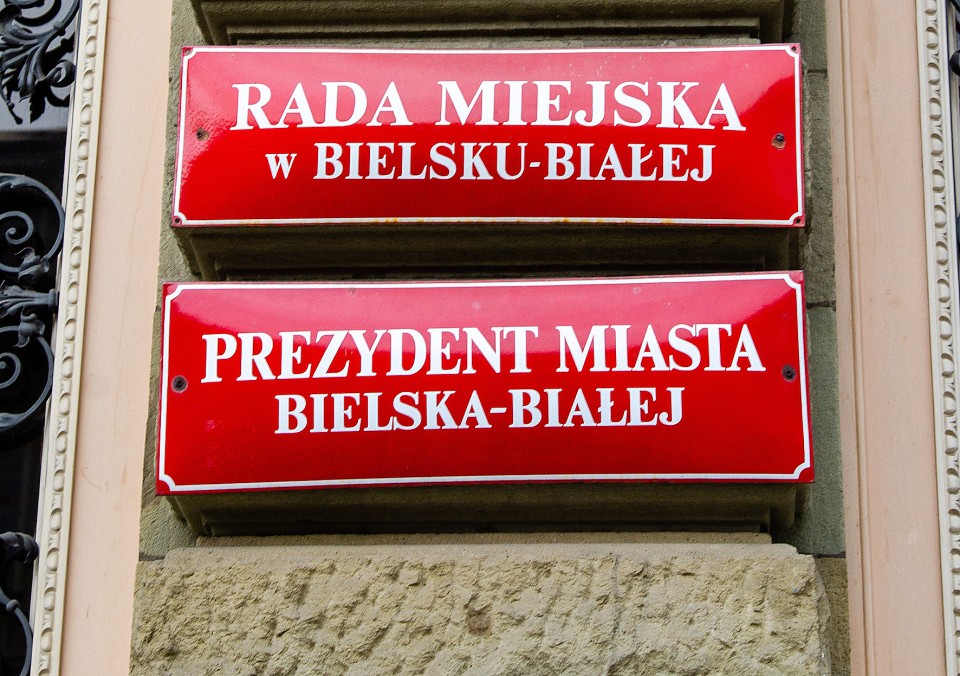 RADA MIEJSKA
w BIELSKU-BIAŁEJ
PREZYDENT MIASTA
BIELSKA-BIAŁEJ